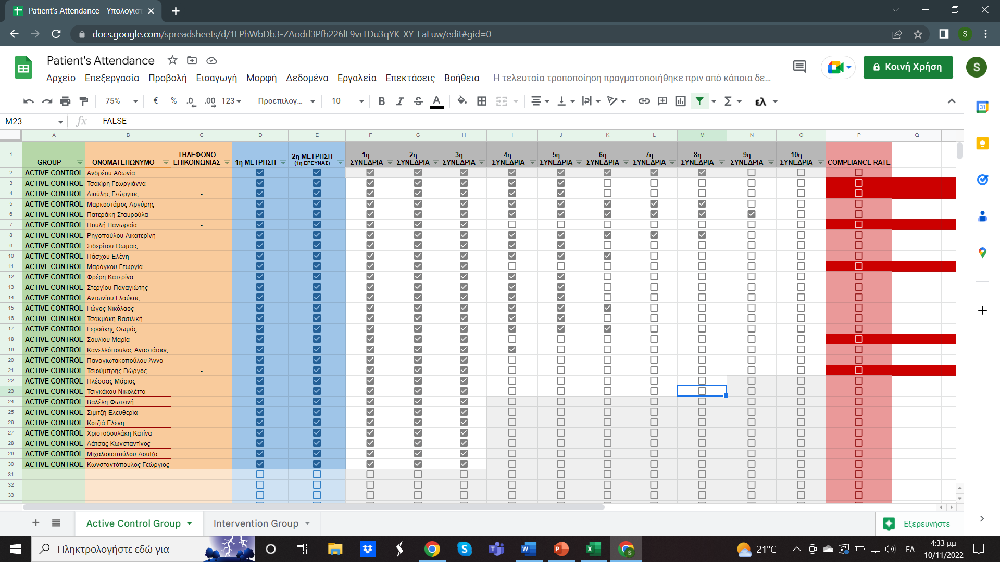 Patient's Attendance - Υπολογισ
docs.google.com/spreadsheets/d/1LPhWbDb3-ZAodrl3Pfh226lF9vrTDu3qYK_XY_EaFuw/edit#gid=0
S
Patient's Attendance
Αρχείο Επεξεργασία Προβολή Εισαγωγή Μορφή Δεδομένα Εργαλεία Επεκτάσεις Βοήθεια Η τελευταία τροποποίηση πραγματοποιήθηκε πριν από κάποια δε...
Κοινή Χρήση
S
75% € % .0 .00 123 Προεπιλογ... 10 B I S A Σ ελ
31
M23 fx FALSE
A B C D E F G H I J K L M N O P Q
1 GROUP ΟΝΟΜΑΤΕΠΩΝΥΜΟ ΤΗΛΕΦΩΝΟ ΕΠΙΚΟΙΝΩΝΙΑΣ 1η ΜΕΤΡΗΣΗ 2η ΜΕΤΡΗΣΗ (1η ΕΡΕΥΝΑΣ) 1η ΣΥΝΕΔΡΙΑ 2η ΣΥΝΕΔΡΙΑ 3η ΣΥΝΕΔΡΙΑ 4η ΣΥΝΕΔΡΙΑ 5η ΣΥΝΕΔΡΙΑ 6η ΣΥΝΕΔΡΙΑ 7η ΣΥΝΕΔΡΙΑ 8η ΣΥΝΕΔΡΙΑ 9η ΣΥΝΕΔΡΙΑ 10η ΣΥΝΕΔΡΙΑ COMPLIANCE RATE
2 ACTIVE CONTROL Ανδρέου Αδωνία
3 ACTIVE CONTROL Τσακίρη Γεωργιάννα -
4 ACTIVE CONTROL Λιούλης Γεώργιος -
5 ACTIVE CONTROL Μαρκοστάμος Αργύρης
6 ACTIVE CONTROL Πατεράκη Σταυρούλα
7 ACTIVE CONTROL Πουλή Πανωραία -
8 ACTIVE CONTROL Ρηγοπούλου Αικατερίνη
9 ACTIVE CONTROL Σιδερίτου Θωμαϊς
10 ACTIVE CONTROL Πάσχου Ελένη
11 ACTIVE CONTROL Μαράγκου Γεωργία -
12 ACTIVE CONTROL Φρέρη Κατερίνα
13 ACTIVE CONTROL Στεργίου Παναγιώτης
14 ACTIVE CONTROL Αντωνίου Γλαύκος
15 ACTIVE CONTROL Γώγος Νικόλαος
16 ACTIVE CONTROL Τσακμάκη Βασιλική
17 ACTIVE CONTROL Γερούκης Θωμάς
18 ACTIVE CONTROL Σουλίου Μαρία -
19 ACTIVE CONTROL Κανελλόπουλος Αναστάσιος
20 ACTIVE CONTROL Παναγιωτακοπούλου Άννα
21 ACTIVE CONTROL Τσιούμπρης Γιώργος -
22 ACTIVE CONTROL Πλέσσας Μάριος
23 ACTIVE CONTROL Τσιγκάκου Νικολέττα
24 ACTIVE CONTROL Βαλέλη Φωτεινή
25 ACTIVE CONTROL Σιμιτζή Ελευθερία
26 ACTIVE CONTROL Κοτζιά Ελένη
27 ACTIVE CONTROL Χριστοδουλάκη Κατίνα
28 ACTIVE CONTROL Λάτσας Κωνσταντίνος
29 ACTIVE CONTROL Μιχαλακοπούλου Λουΐζα
30 ACTIVE CONTROL Κωνσταντόπουλος Γεώργιος
31
32
33
Active Control Group Intervention Group Εξερευνήστε
Πληκτρολογήστε εδώ για
21°C ΕΛ
4:33 μμ
10/11/2022